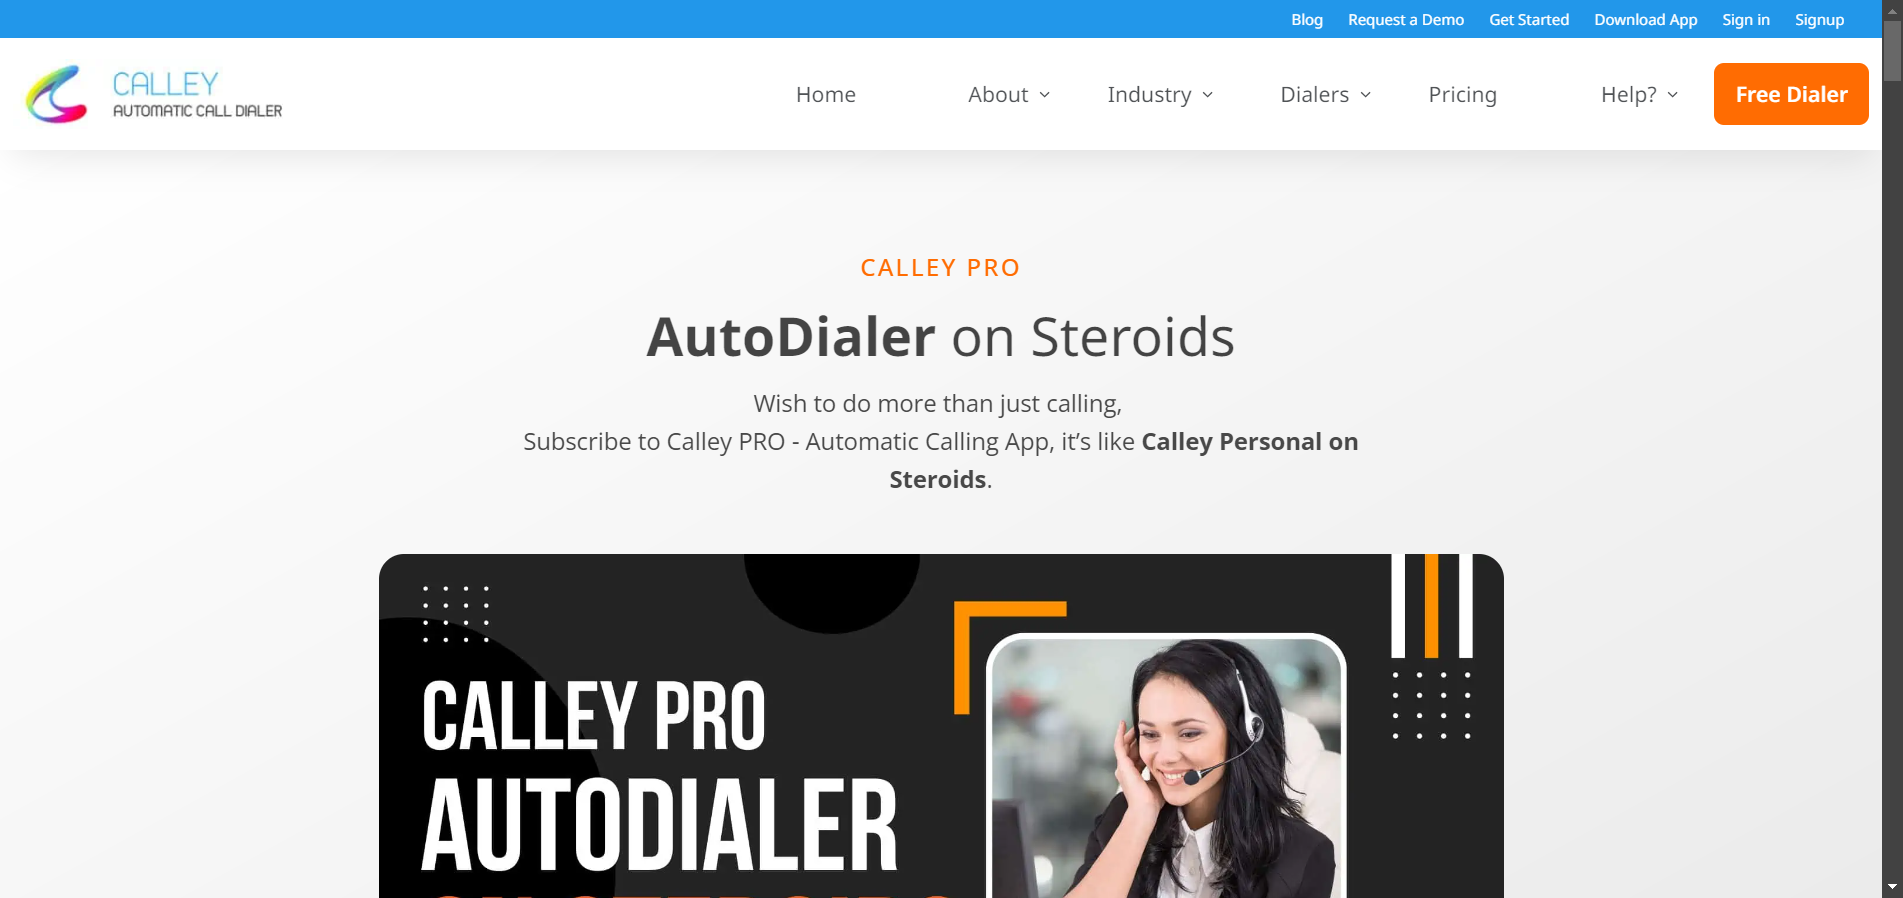 Blog Request a Demo Get Started Download App Sign in Signup
CALLEY
AUTOMATIC CALL DIALER
Home About Industry Dialers Pricing Help? Free Dialer
CALLEY PRO
AutoDialer on Steroids
Wish to do more than just calling,
Subscribe to Calley PRO - Automatic Calling App, it’s like Calley Personal on
Steroids.
CALLEY PRO
AUTODIALER